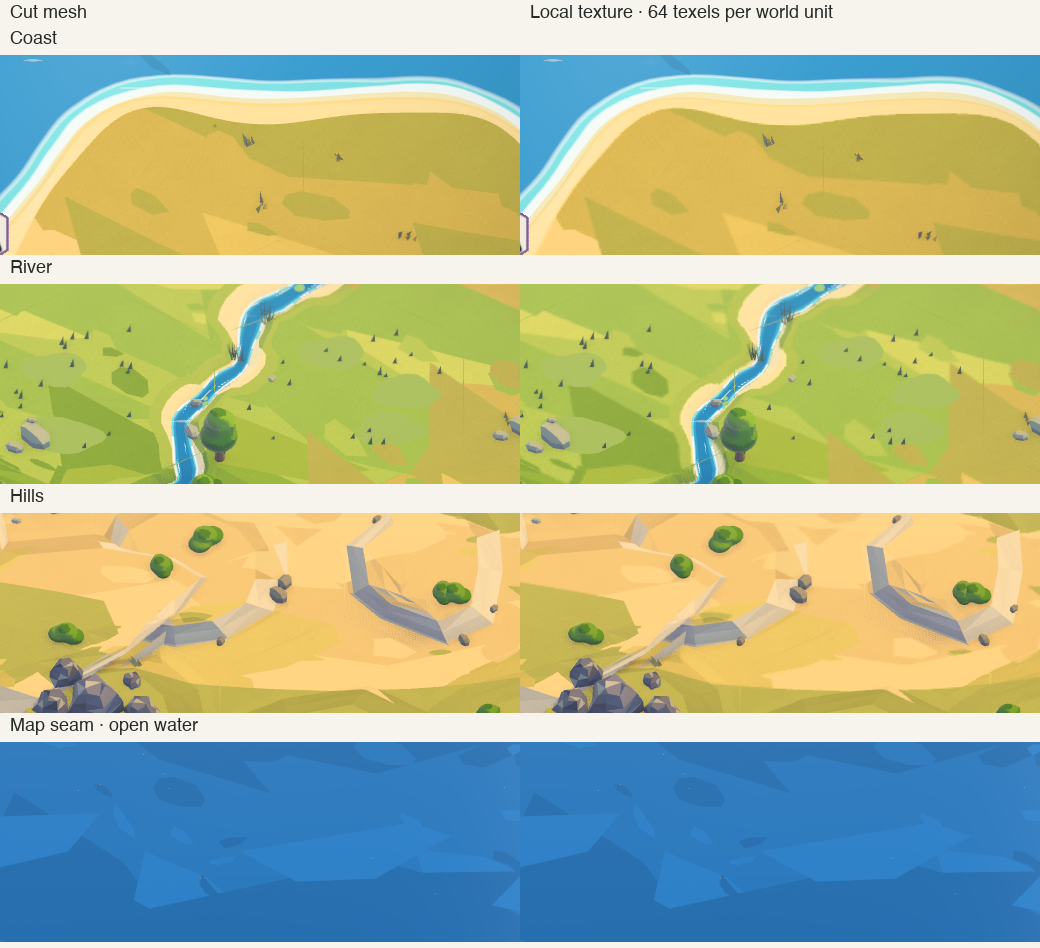 Cut mesh
Local texture · 64 texels per world unit
Coast
River
Hills
Map seam · open water